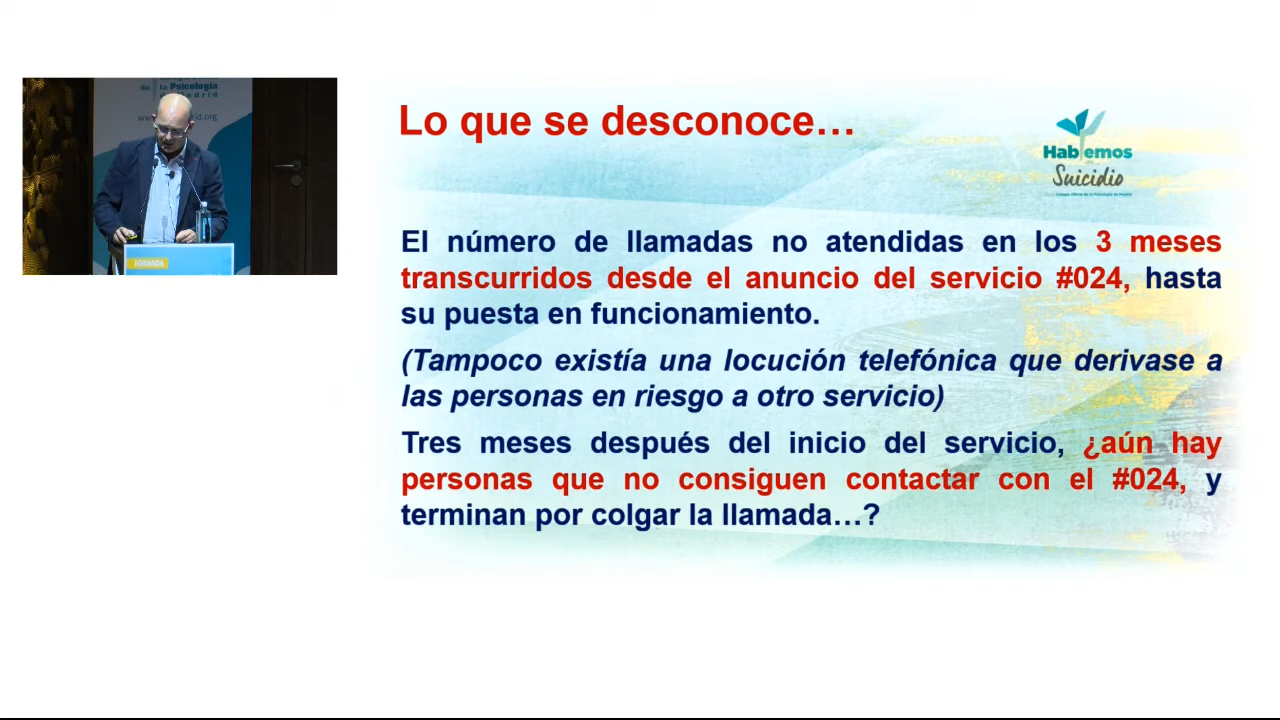 la Psicología
Lo que se desconoce…
Hablemos
Suicidio
El número de llamadas no atendidas en los 3 meses
transcurridos desde el anuncio del servicio #024, hasta
su puesta en funcionamiento.
(Tampoco existía una locución telefónica que derivase a
las personas en riesgo a otro servicio)
Tres meses después del inicio del servicio, ¿aún hay
personas que no consiguen contactar con el #024, y
terminan por colgar la llamada…?
JORNADA